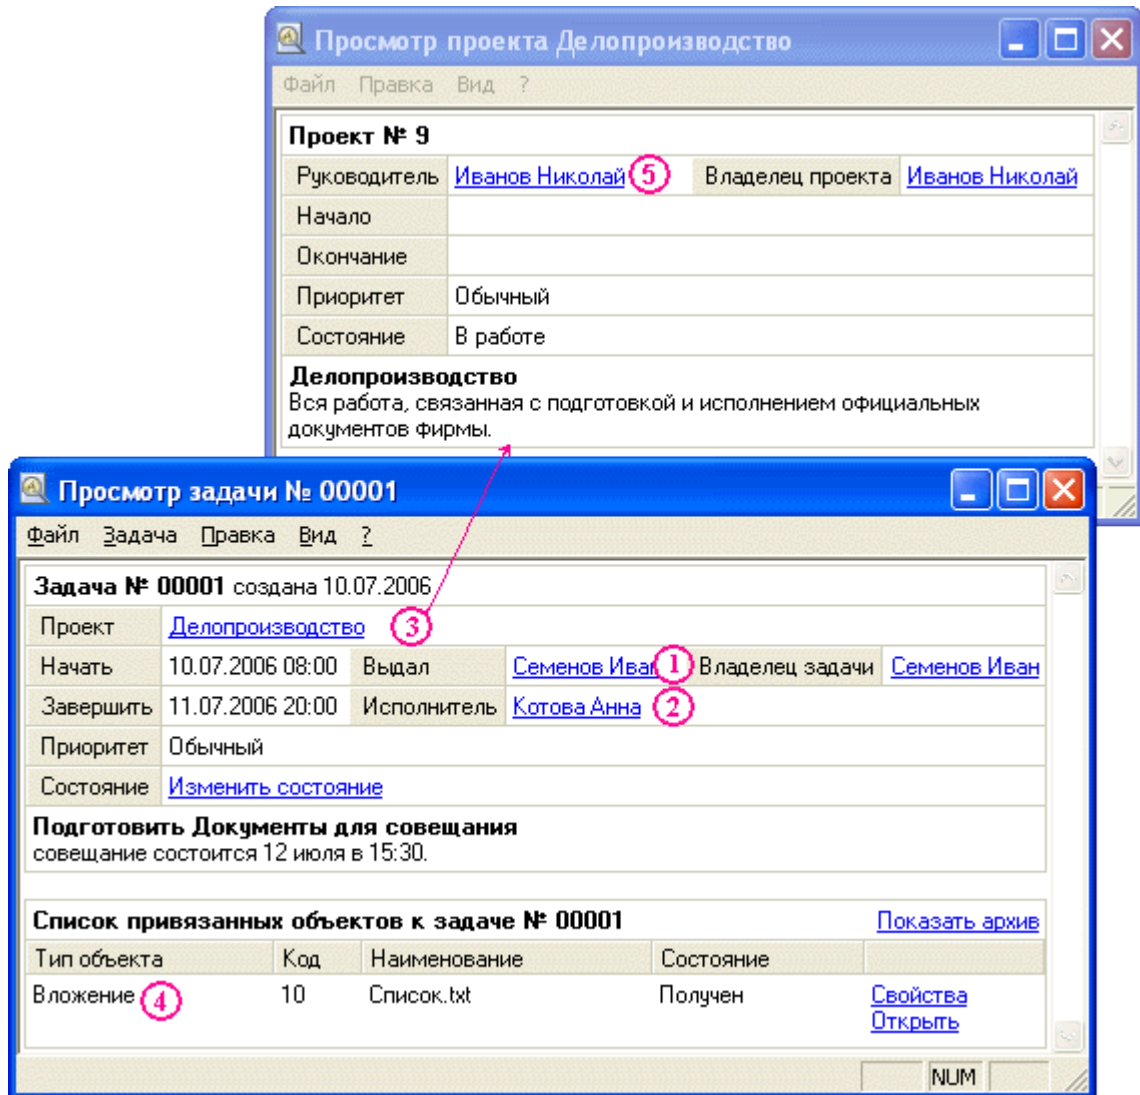 Просмотр проекта Делопроизводство
Файл Правка Вид ?
Проект № 9
Руководитель Иванов Николай 5 Владелец проекта Иванов Николай
Начало
Окончание
Приоритет Обычный
Состояние В работе
Делопроизводство
Вся работа, связанная с подготовкой и исполнением официальных
документов фирмы.
Просмотр задачи № 00001
Файл Задача Правка Вид ?
Задача № 00001 создана 10.07.2006
Проект Делопроизводство 3
Начать 10.07.2006 08:00 Выдал Семенов Иван 1 Владелец задачи Семенов Иван
Завершить 11.07.2006 20:00 Исполнитель Котова Анна 2
Приоритет Обычный
Состояние Изменить состояние
Подготовить Документы для совещания
совещание состоится 12 июля в 15:30.
Список привязанных объектов к задаче № 00001 Показать архив
Тип объекта Код Наименование Состояние
Вложение 4 10 Список.txt Получен Свойства
Открыть
NUM